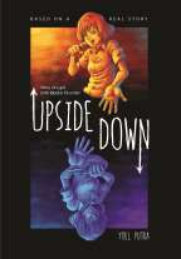 BASED ON A REAL STORY
UPSIDE DOWN
YULL PUTRA